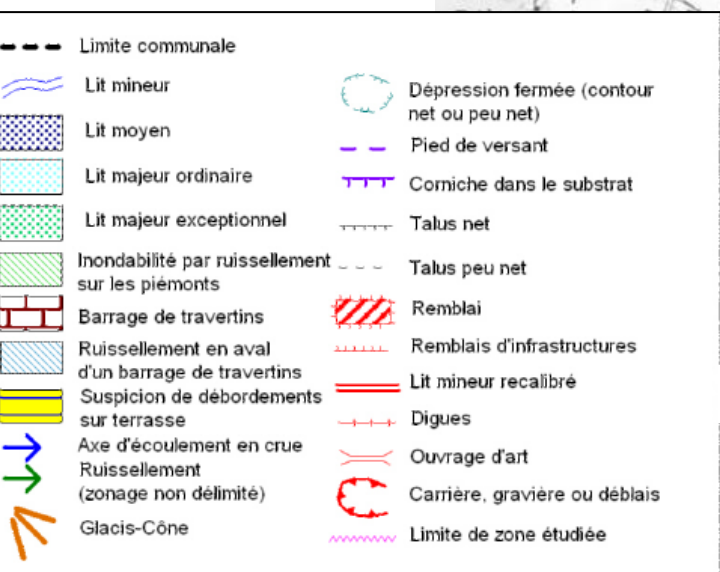 Limite communale
Lit mineur
Lit moyen
Lit majeur ordinaire
Lit majeur exceptionnel
Inondabilité par ruissellement
sur les piémonts
Barrage de travertins
Ruissellement en aval
d'un barrage de travertins
Suspicion de débordements
sur terrasse
Axe d'écoulement en crue
Ruissellement
(zonage non délimité)
Glacis-Cône
Dépression fermée (contour
net ou peu net)
Pied de versant
Corniche dans le substrat
Talus net
Talus peu net
Remblai
Remblais d'infrastructures
Lit mineur recalibré
Digues
Ouvrage d'art
Carrière, gravière ou déblais
Limite de zone étudiée